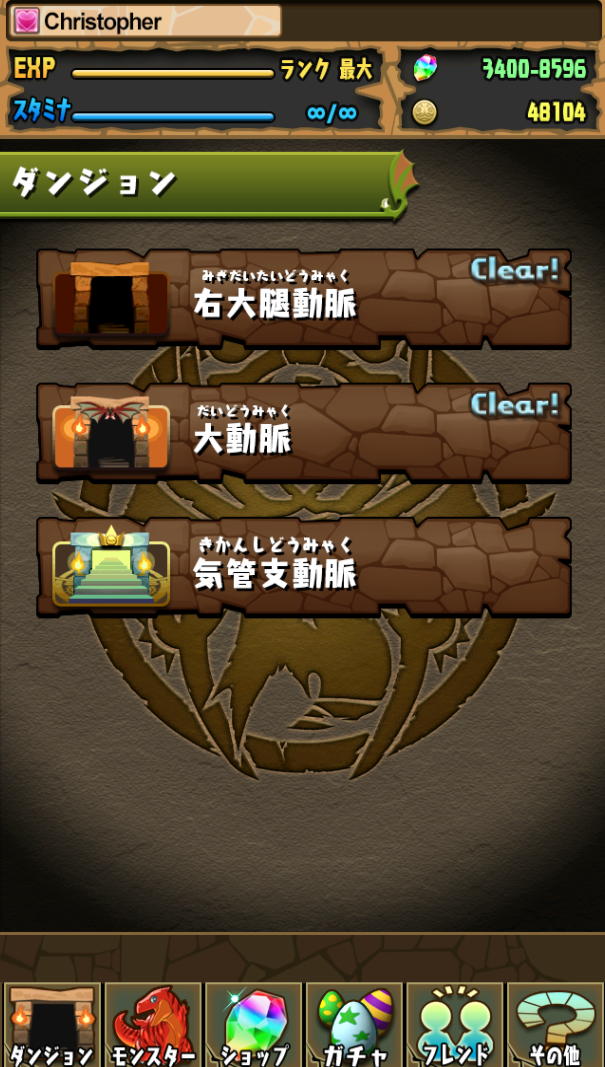 Christopher
EXP ランク 最大
3400-8596
スタミナ ∞/∞
48104
ダンジョン
みぎだいたいどうみゃく
右大腿動脈
Clear!
だいどうみゃく
大動脈
Clear!
きかんしどうみゃく
気管支動脈
ダンジョン モンスター ショップ ガチャ フレンド その他